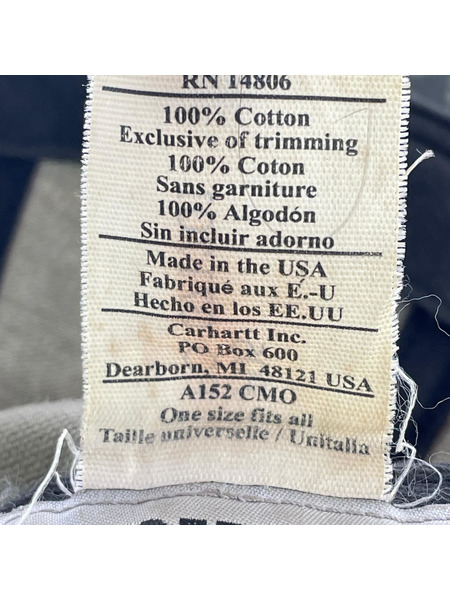 RN 14806
100% Cotton
Exclusive of trimming
100% Coton
Sans garniture
100% Algodón
Sin incluir adorno
Made in the USA
Fabriqué aux E.-U
Hecho en los EE.UU
Carhartt Inc.
PO Box 600
Dearborn, MI 48121 USA
A152 CMO
One size fits all
Taille universelle / Unitalla